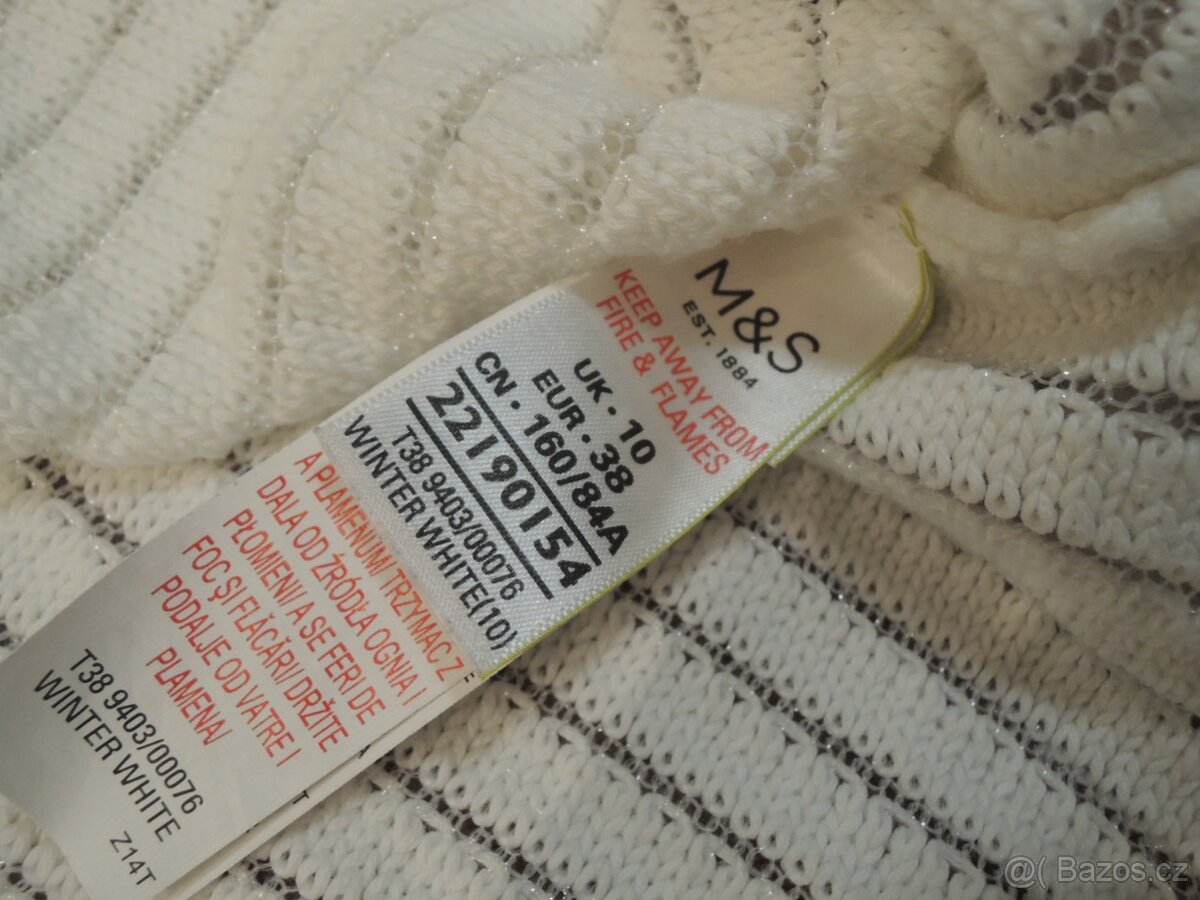 M&S
EST. 1884
KEEP AWAY FROM
FIRE & FLAMES
UK · 10
EUR · 38
CN · 160/84A
22190154
T38 9403/00076
WINTER WHITE(10)
A PLAMENUM/ TRZYMAĆ Z
DALA OD ŹRÓDŁA OGNIA I
PŁOMIENI/ A SE FERI DE
FOC ŞI FLĂCĂRI/ DRŽITE
PODALJE OD VATRE I
PLAMENA/
T38 9403/00076
WINTER WHITE
Z14T
@( Bazos.cz